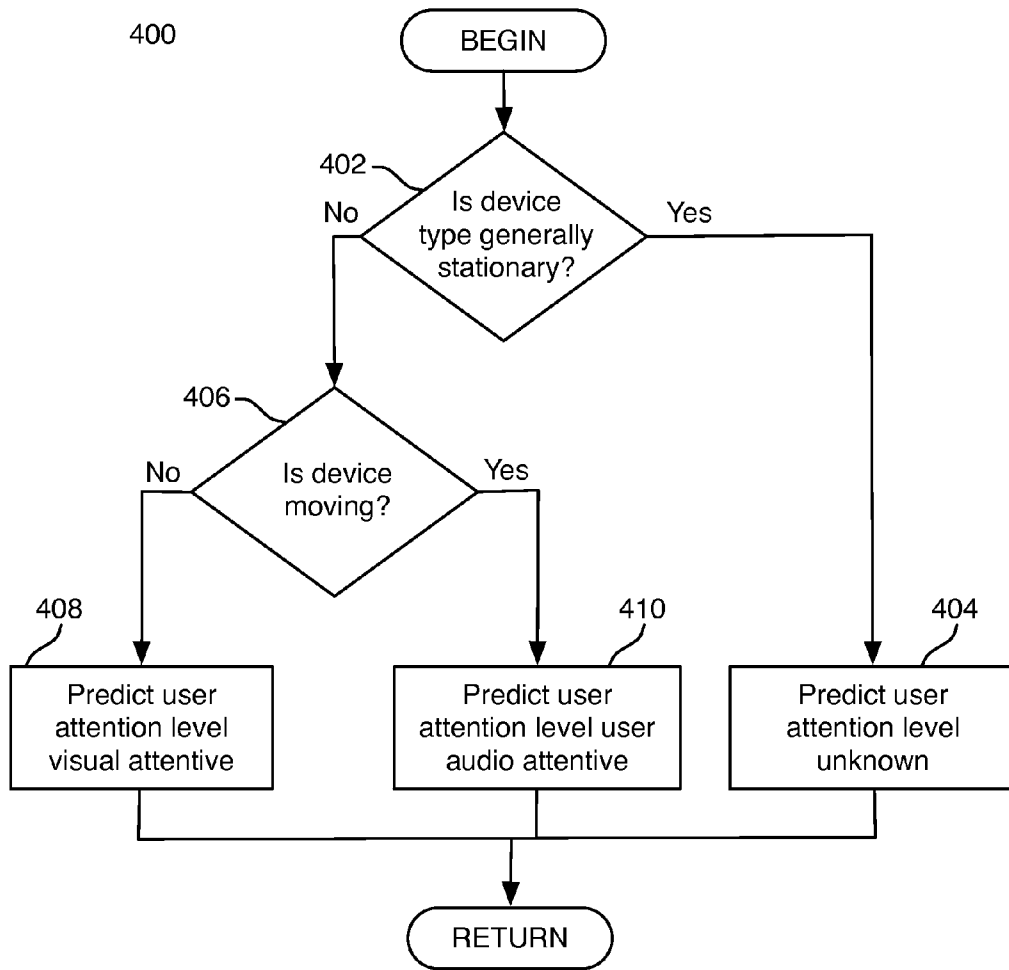 400
BEGIN
402
Is device
type generally
stationary?
No
Yes
406
Is device
moving?
No
Yes
408
Predict user
attention level
visual attentive
410
Predict user
attention level user
audio attentive
404
Predict user
attention level
unknown
RETURN